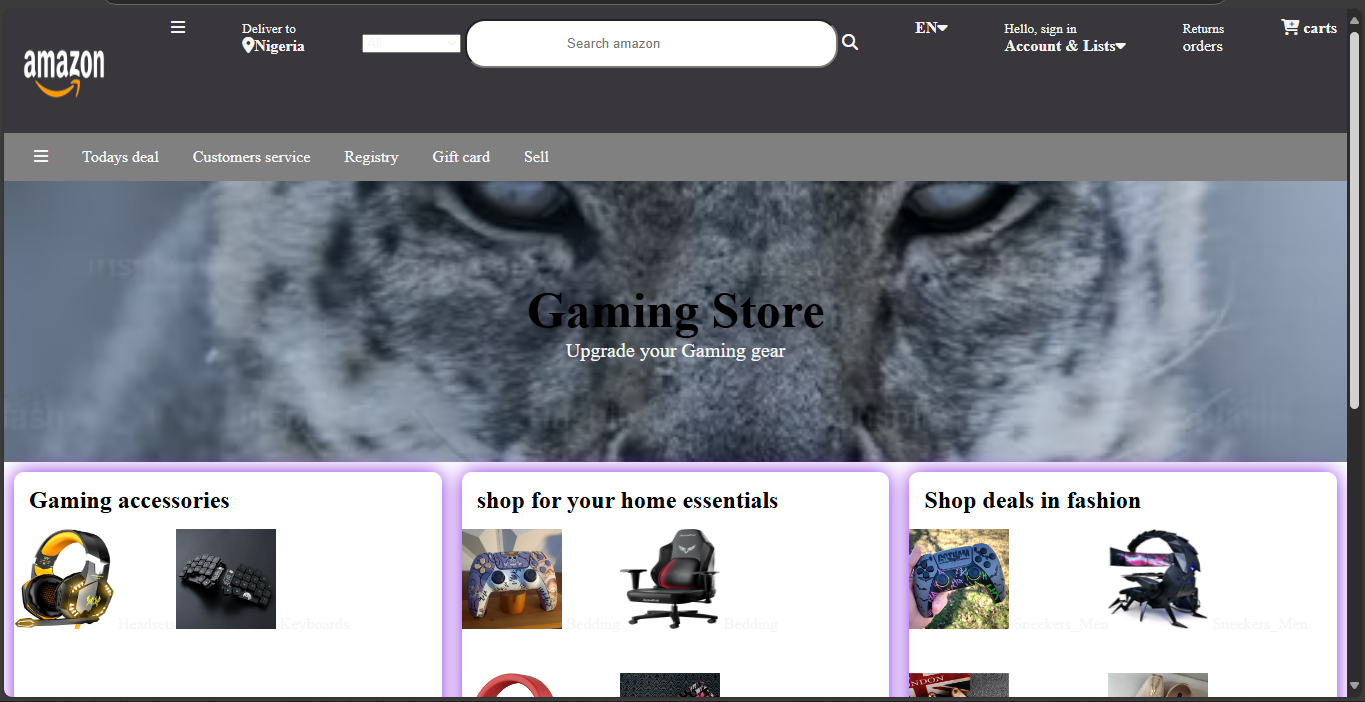 amazon
Deliver to
Nigeria
All
Search amazon
EN
Hello, sign in
Account & Lists
Returns
orders
carts
Todays deal
Customers service
Registry
Gift card
Sell
Gaming Store
Upgrade your Gaming gear
Gaming accessories
Headsets
Keyboards
shop for your home essentials
Bedding
Bedding
Shop deals in fashion
Sneekers_Men
Sneekers_Men